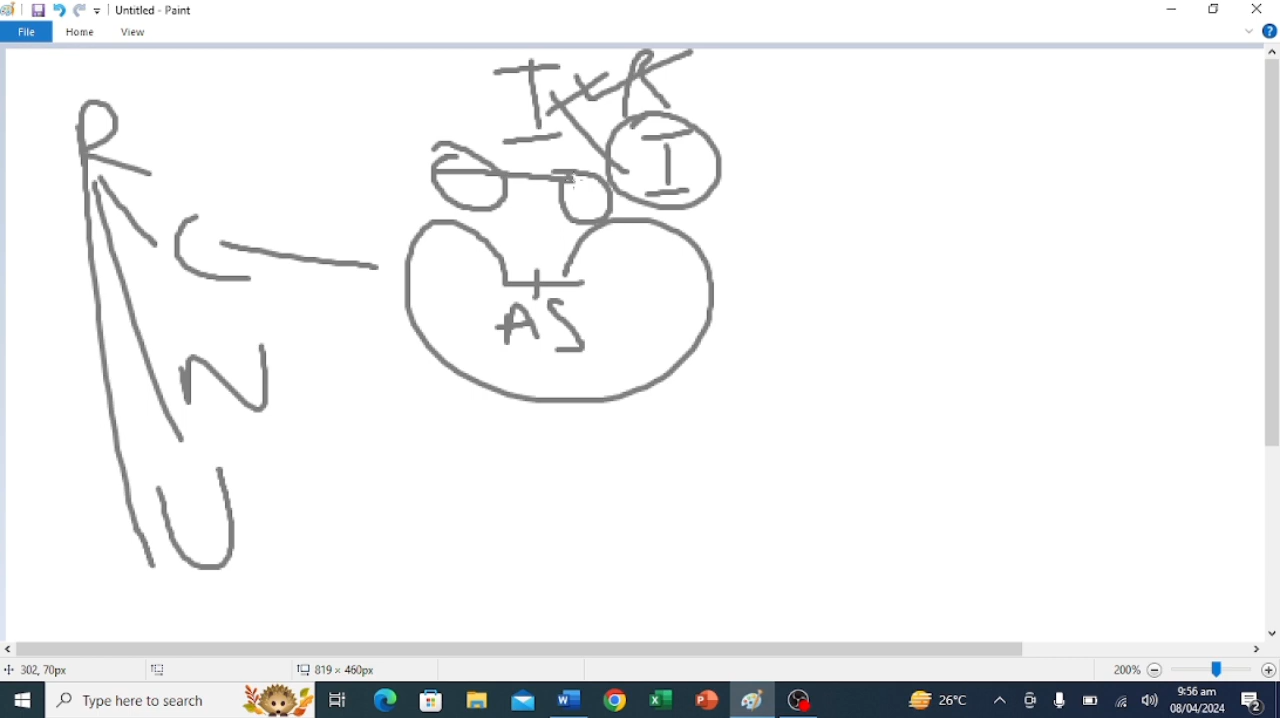 Untitled - Paint
File Home View
I x R
R
I
C
AS
N
U
302, 70px
819 × 460px
200%
Type here to search
26°C
9:56 am
08/04/2024
2